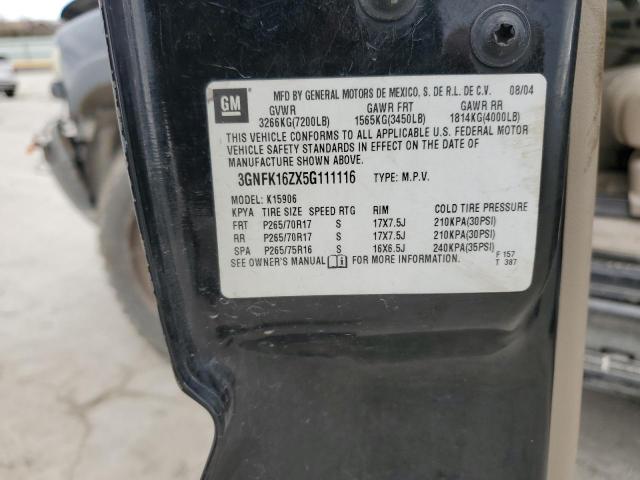 GM
MFD BY GENERAL MOTORS DE MEXICO, S. DE R.L. DE C.V. 08/04
GVWR GAWR FRT GAWR RR
3266KG(7200LB) 1565KG(3450LB) 1814KG(4000LB)
THIS VEHICLE CONFORMS TO ALL APPLICABLE U.S. FEDERAL MOTOR
VEHICLE SAFETY STANDARDS IN EFFECT ON THE DATE OF
MANUFACTURE SHOWN ABOVE.
3GNFK16ZX5G111116 TYPE: M.P.V.
MODEL: K15906
KPYA TIRE SIZE SPEED RTG RIM COLD TIRE PRESSURE
FRT P265/70R17 S 17X7.5J 210KPA(30PSI)
RR P265/70R17 S 17X7.5J 210KPA(30PSI)
SPA P265/75R16 S 16X6.5J 240KPA(35PSI)
SEE OWNER'S MANUAL FOR MORE INFORMATION.
F 157
T 387